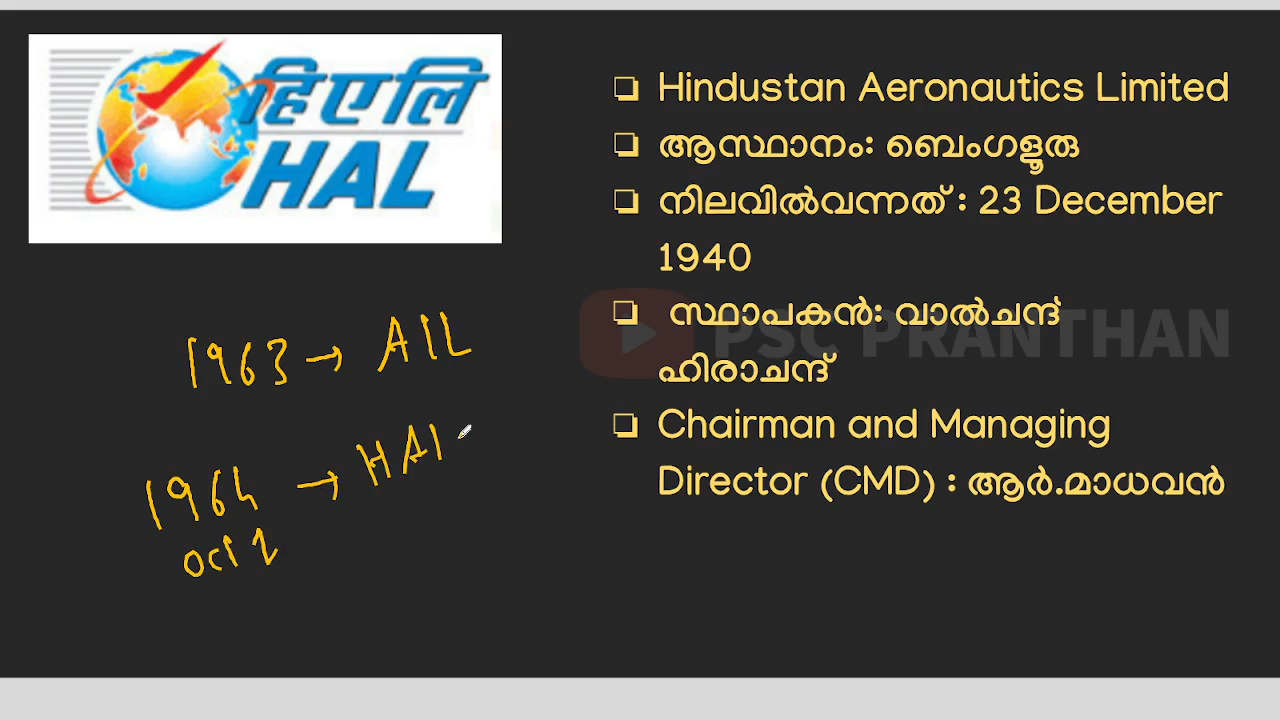 हिएलि
HAL
Hindustan Aeronautics Limited
ആസ്ഥാനം: ബെംഗളൂരു
നിലവിൽവന്നത് : 23 December
1940
സ്ഥാപകൻ: വാൽചന്ദ്
ഹിരാചന്ദ്
Chairman and Managing
Director (CMD) : ആർ.മാധവൻ
PSC PRANTHAN
1963 → AIL
1964 → HAI
oct 2